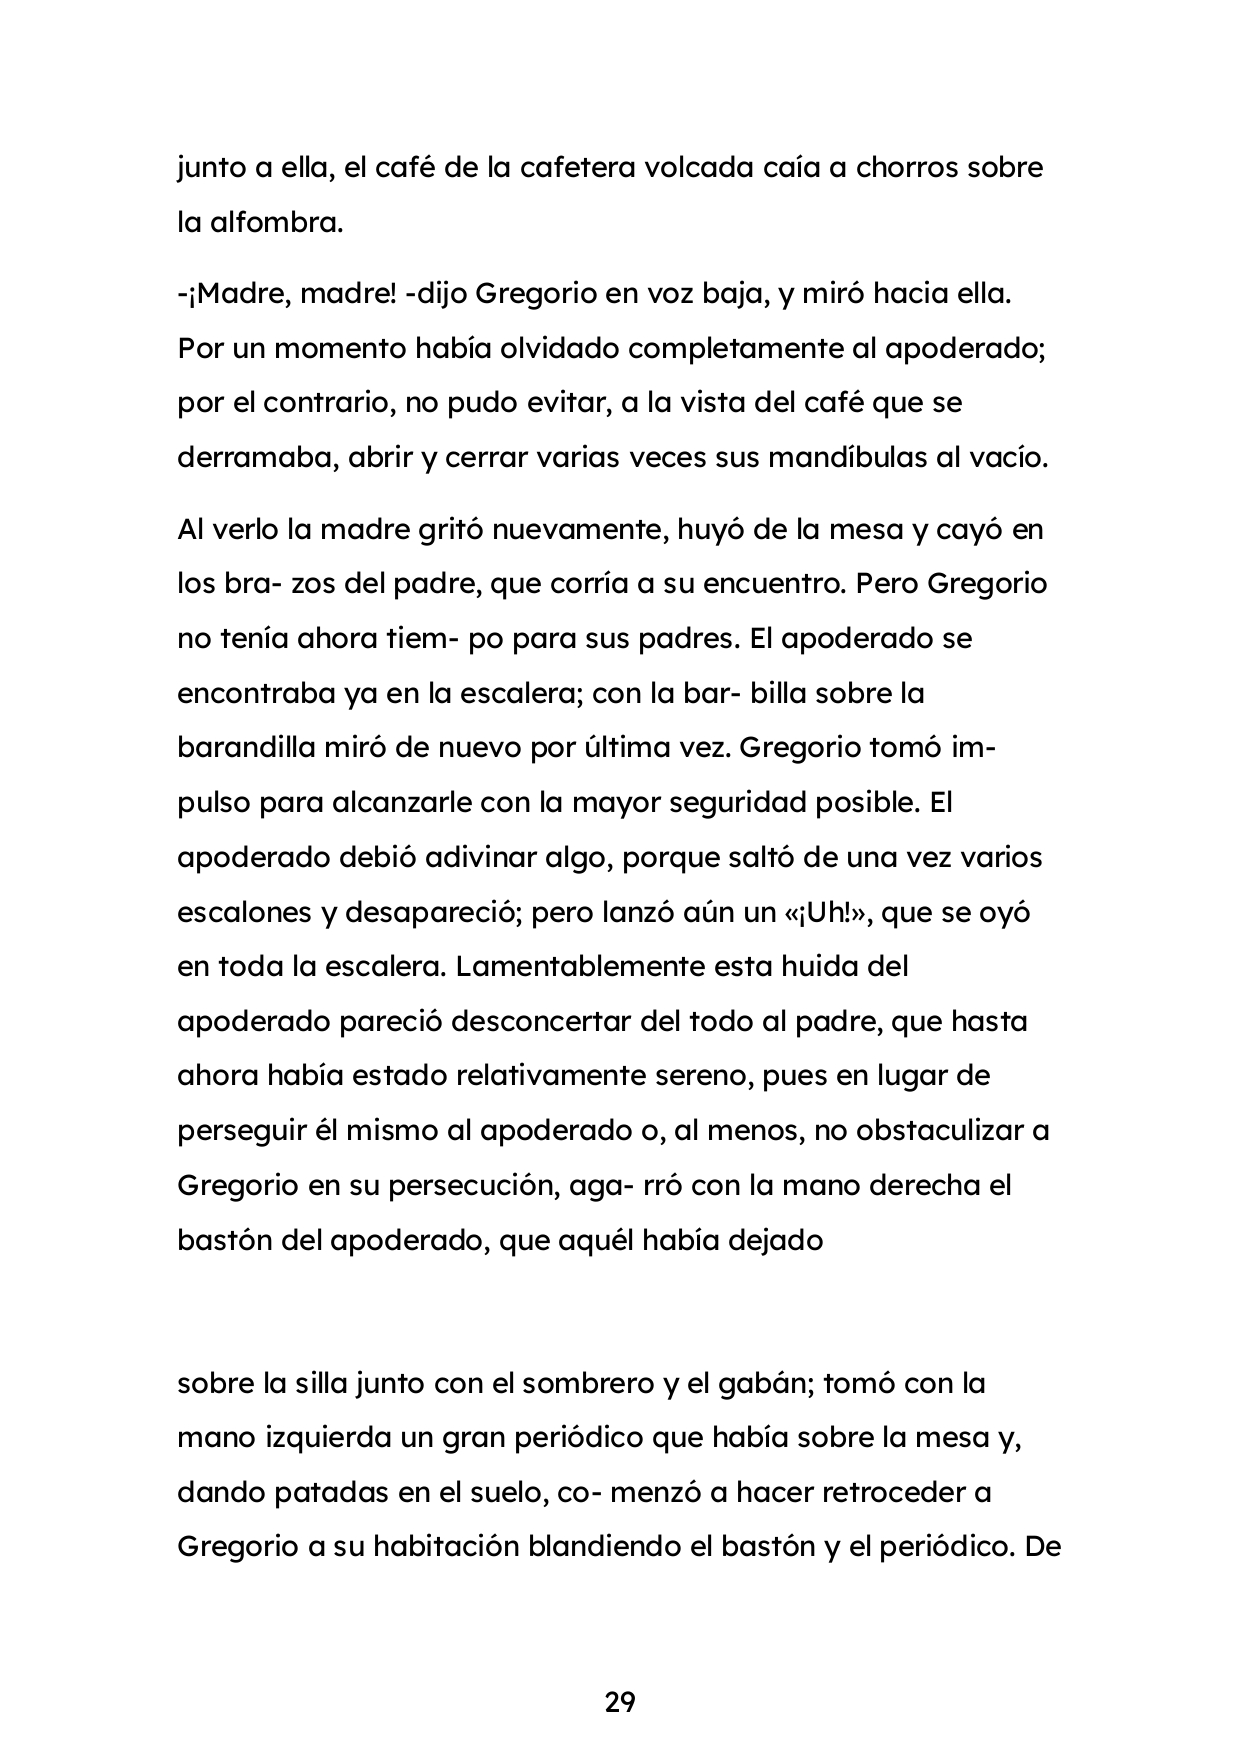 junto a ella, el café de la cafetera volcada caía a chorros sobre
la alfombra.
-¡Madre, madre! -dijo Gregorio en voz baja, y miró hacia ella.
Por un momento había olvidado completamente al apoderado;
por el contrario, no pudo evitar, a la vista del café que se
derramaba, abrir y cerrar varias veces sus mandíbulas al vacío.
Al verlo la madre gritó nuevamente, huyó de la mesa y cayó en
los bra- zos del padre, que corría a su encuentro. Pero Gregorio
no tenía ahora tiem- po para sus padres. El apoderado se
encontraba ya en la escalera; con la bar- billa sobre la
barandilla miró de nuevo por última vez. Gregorio tomó im-
pulso para alcanzarle con la mayor seguridad posible. El
apoderado debió adivinar algo, porque saltó de una vez varios
escalones y desapareció; pero lanzó aún un «¡Uh!», que se oyó
en toda la escalera. Lamentablemente esta huida del
apoderado pareció desconcertar del todo al padre, que hasta
ahora había estado relativamente sereno, pues en lugar de
perseguir él mismo al apoderado o, al menos, no obstaculizar a
Gregorio en su persecución, aga- rró con la mano derecha el
bastón del apoderado, que aquél había dejado
sobre la silla junto con el sombrero y el gabán; tomó con la
mano izquierda un gran periódico que había sobre la mesa y,
dando patadas en el suelo, co- menzó a hacer retroceder a
Gregorio a su habitación blandiendo el bastón y el periódico. De
29